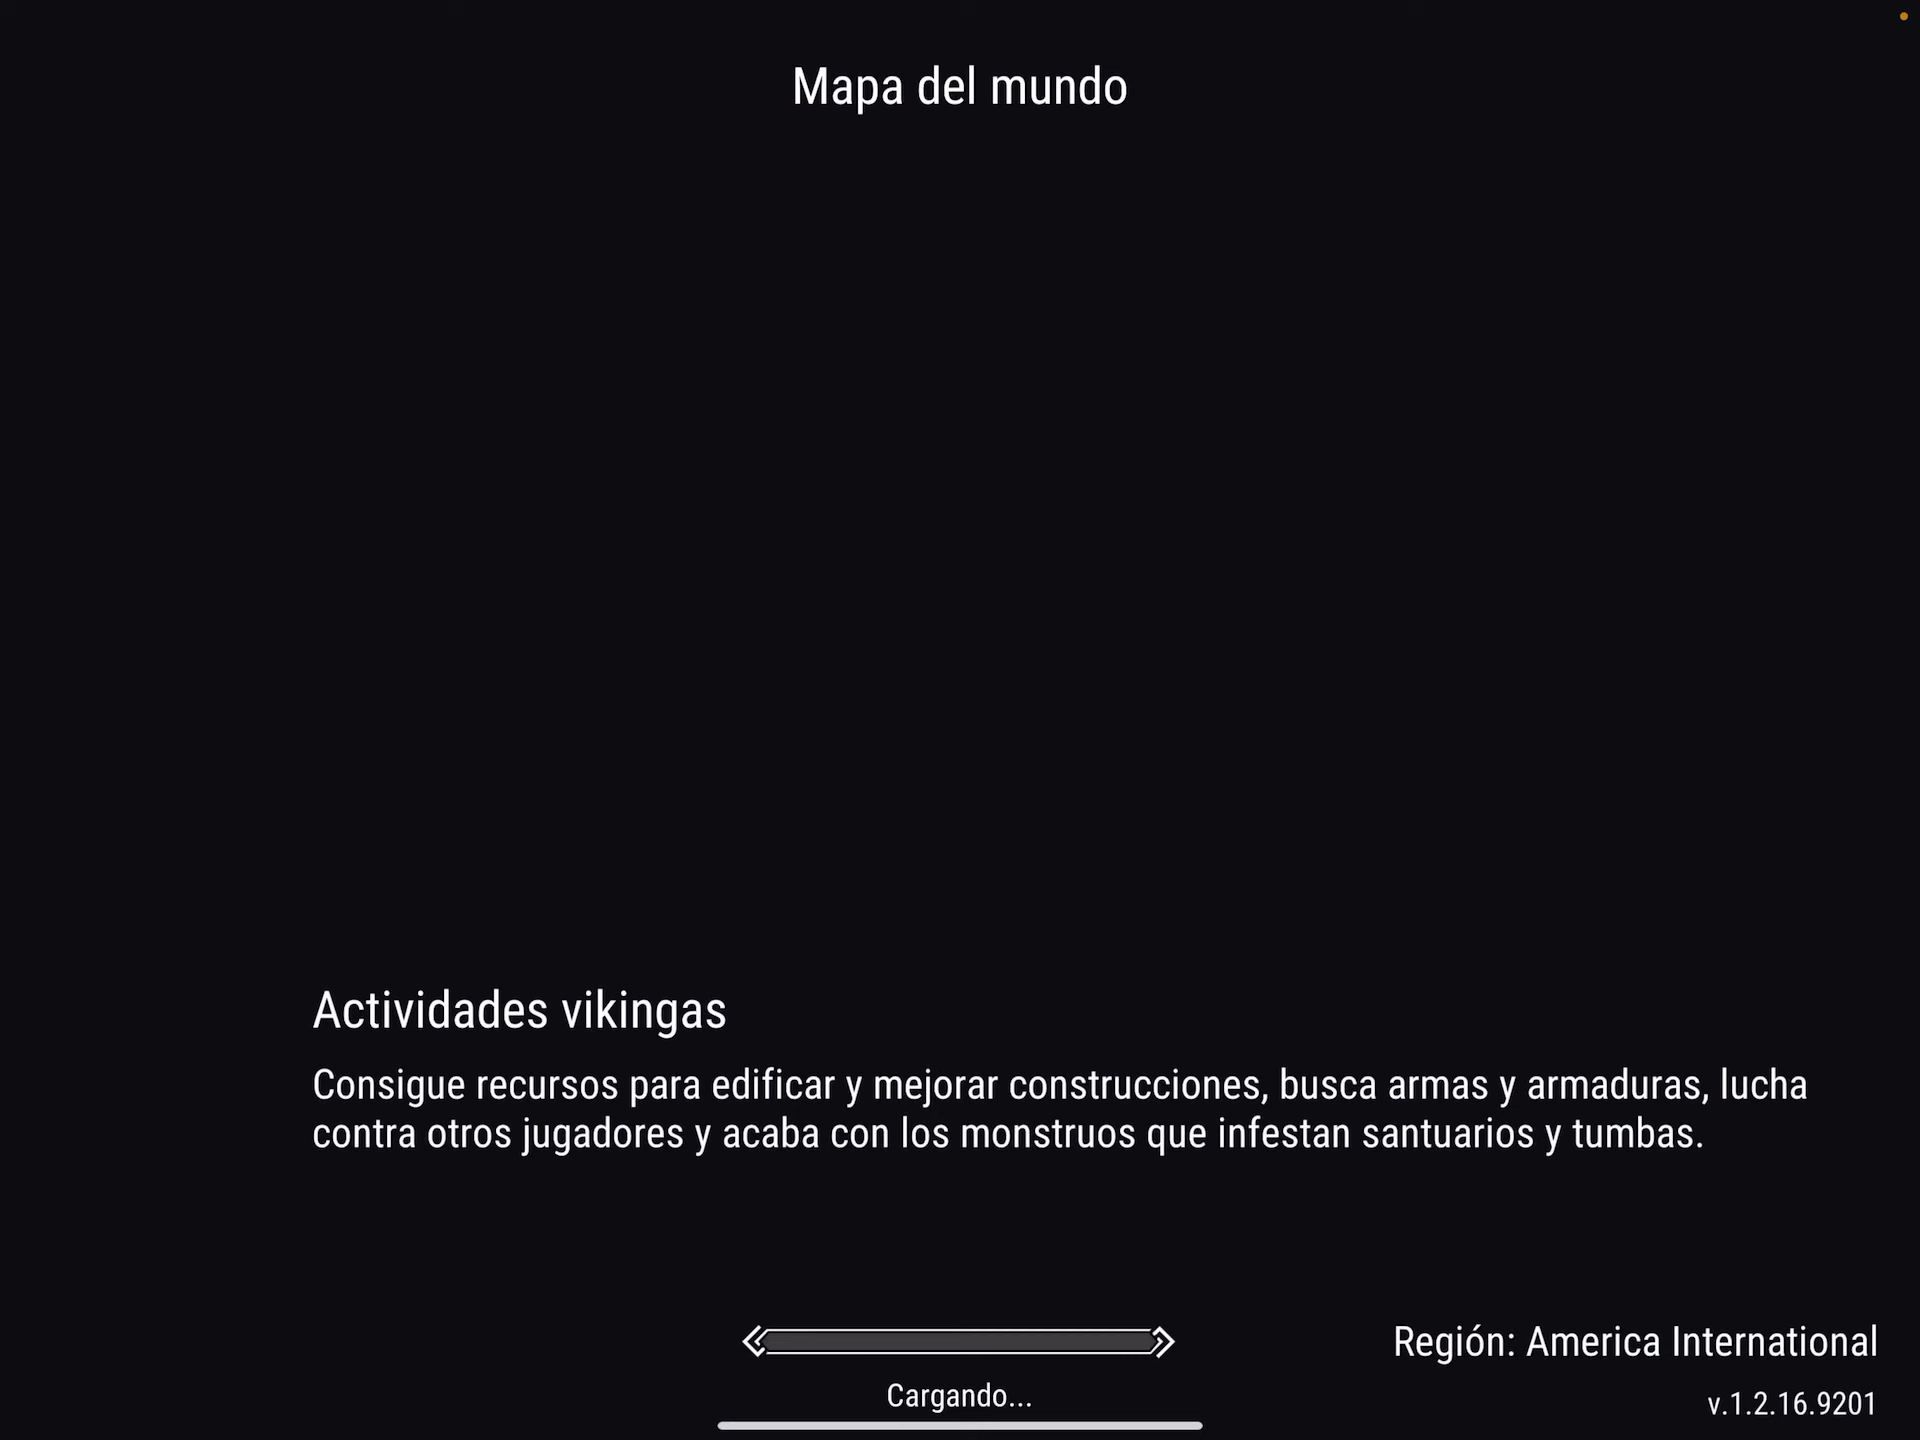 Mapa del mundo
Actividades vikingas
Consigue recursos para edificar y mejorar construcciones, busca armas y armaduras, lucha
contra otros jugadores y acaba con los monstruos que infestan santuarios y tumbas.
Región: America International
Cargando...
v.1.2.16.9201